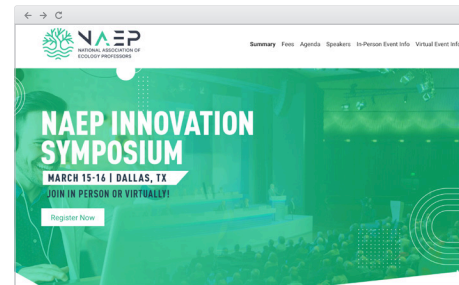 NAEP
NATIONAL ASSOCIATION OF
ECOLOGY PROFESSORS
Summary Fees Agenda Speakers In-Person Event Info Virtual Event Info
NAEP INNOVATION
SYMPOSIUM
MARCH 15-16 | DALLAS, TX
JOIN IN PERSON OR VIRTUALLY!
Register Now